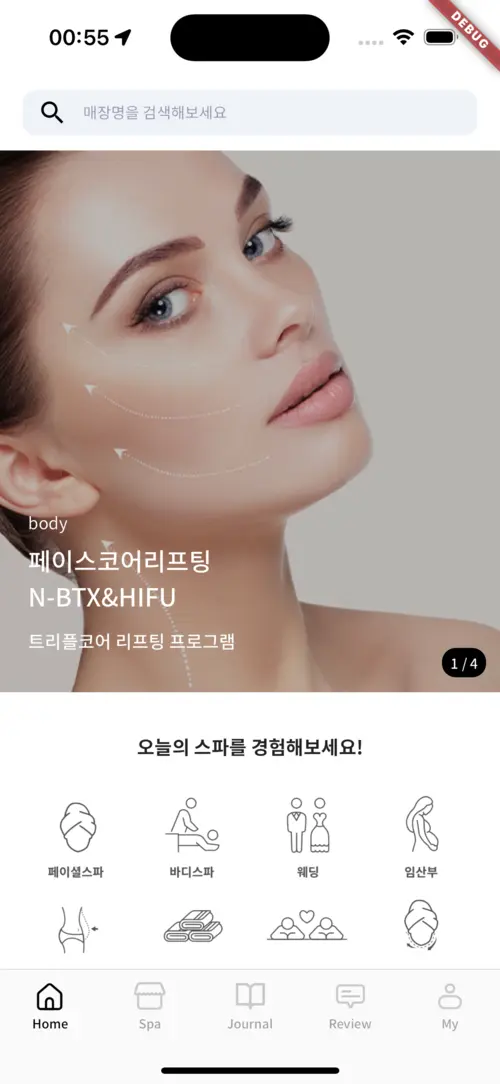 00:55
DEBUG
매장명을 검색해보세요
body
페이스코어리프팅
N-BTX&HIFU
트리플코어 리프팅 프로그램
1 / 4
오늘의 스파를 경험해보세요!
페이셜스파
바디스파
웨딩
임산부
Home
Spa
Journal
Review
My